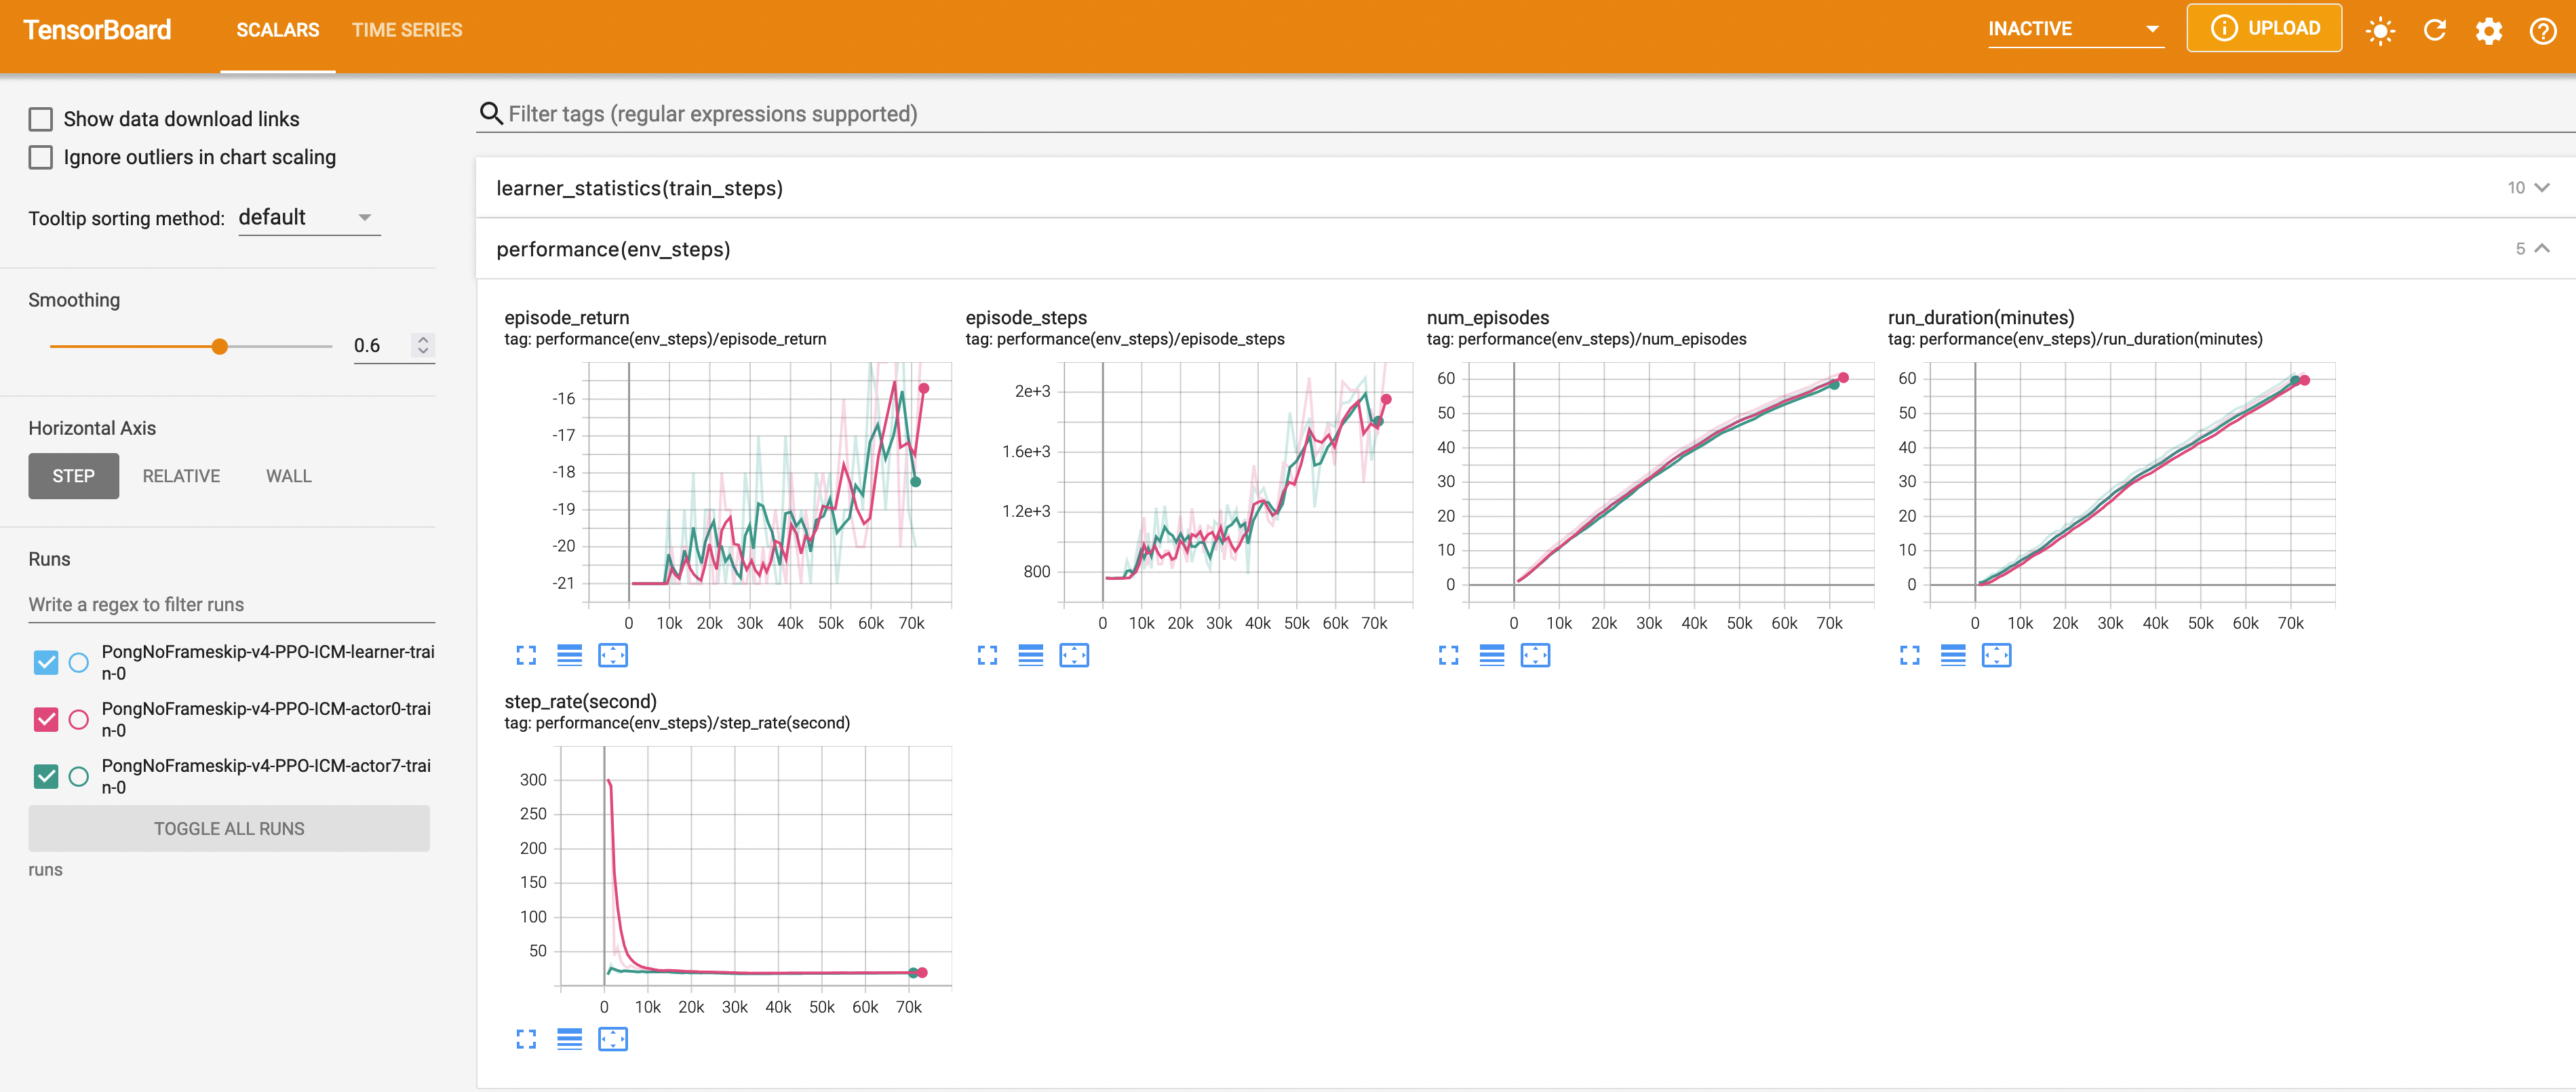 TensorBoard
SCALARS
TIME SERIES
INACTIVE
UPLOAD
Show data download links
Ignore outliers in chart scaling
Tooltip sorting method: default
Smoothing
0.6
Horizontal Axis
STEP
RELATIVE
WALL
Runs
Write a regex to filter runs
PongNoFrameskip-v4-PPO-ICM-learner-trai
n-0
PongNoFrameskip-v4-PPO-ICM-actor0-trai
n-0
PongNoFrameskip-v4-PPO-ICM-actor7-trai
n-0
TOGGLE ALL RUNS
runs
Filter tags (regular expressions supported)
learner_statistics(train_steps)
10
performance(env_steps)
5
episode_return
tag: performance(env_steps)/episode_return
-16
-17
-18
-19
-20
-21
0 10k 20k 30k 40k 50k 60k 70k
episode_steps
tag: performance(env_steps)/episode_steps
2e+3
1.6e+3
1.2e+3
800
0 10k 20k 30k 40k 50k 60k 70k
num_episodes
tag: performance(env_steps)/num_episodes
60
50
40
30
20
10
0
0 10k 20k 30k 40k 50k 60k 70k
run_duration(minutes)
tag: performance(env_steps)/run_duration(minutes)
60
50
40
30
20
10
0
0 10k 20k 30k 40k 50k 60k 70k
step_rate(second)
tag: performance(env_steps)/step_rate(second)
300
250
200
150
100
50
0 10k 20k 30k 40k 50k 60k 70k